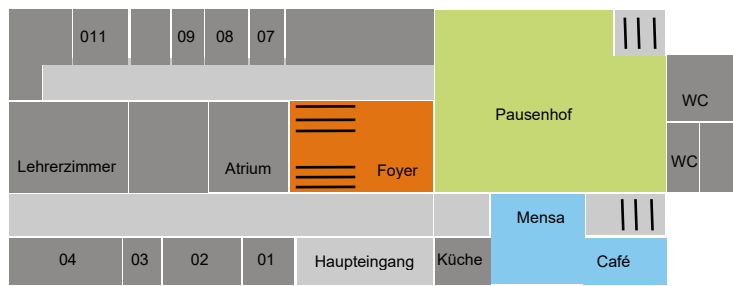 011
09
08
07
Pausenhof
WC
Lehrerzimmer
Atrium
Foyer
WC
Mensa
04
03
02
01
Haupteingang
Küche
Café